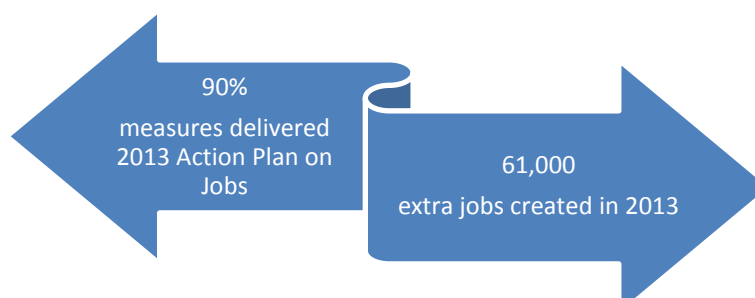 90%
measures delivered
2013 Action Plan on
Jobs
61,000
extra jobs created in 2013